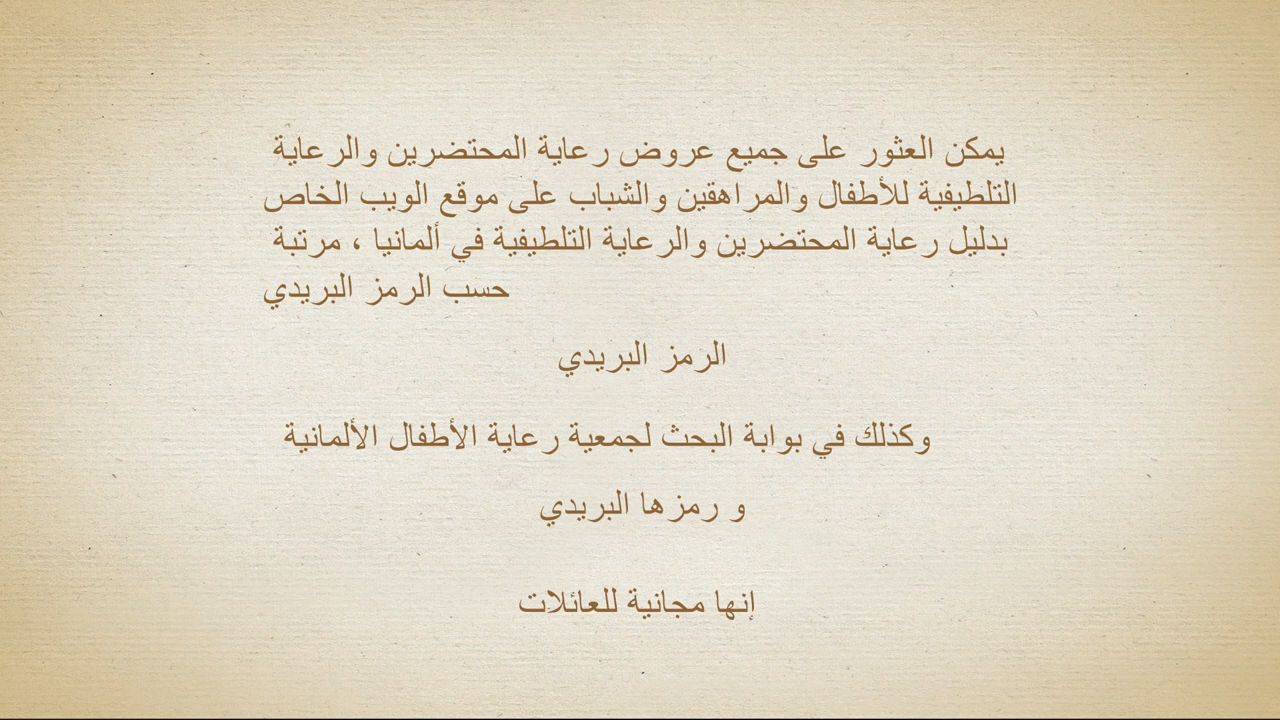 يمكن العثور على جميع عروض رعاية المحتضرين والرعاية
التلطيفية للأطفال والمراهقين والشباب على موقع الويب الخاص
بدليل رعاية المحتضرين والرعاية التلطيفية في ألمانيا ، مرتبة
حسب الرمز البريدي
الرمز البريدي
وكذلك في بوابة البحث لجمعية رعاية الأطفال الألمانية
و رمزها البريدي
إنها مجانية للعائلات